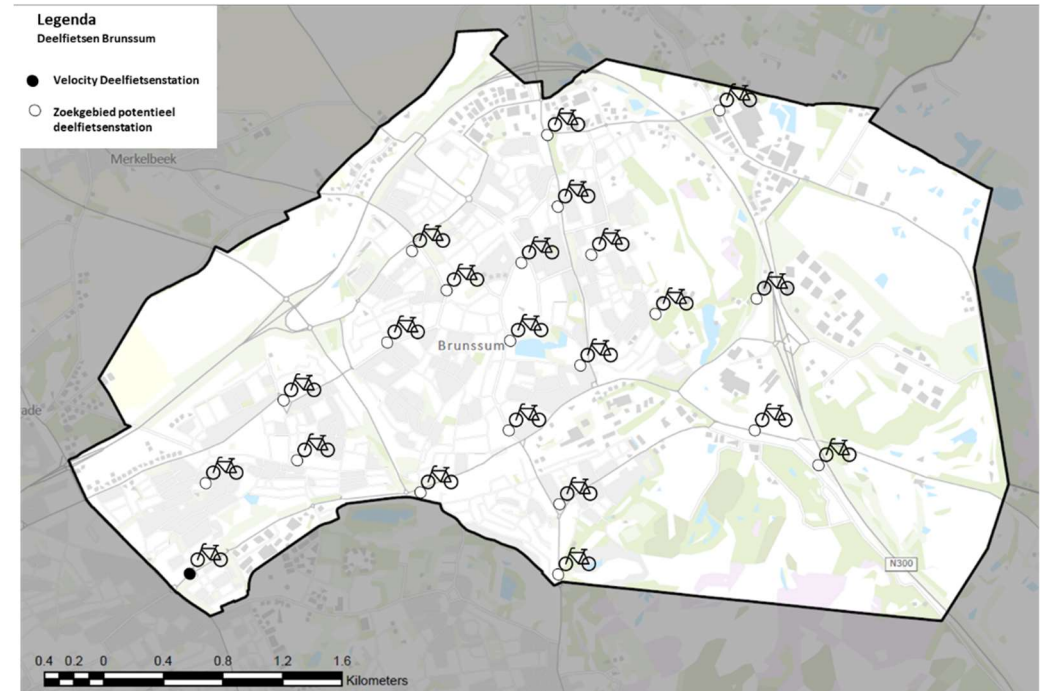 Legenda
Deelfietsen Brunssum
Velocity Deelfietsenstation
Zoekgebied potentieel
deelfietsenstation
Merkelbeek
Brunssum
ade
N300
0.4 0.2 0 0.4 0.8 1.2 1.6
Kilometers